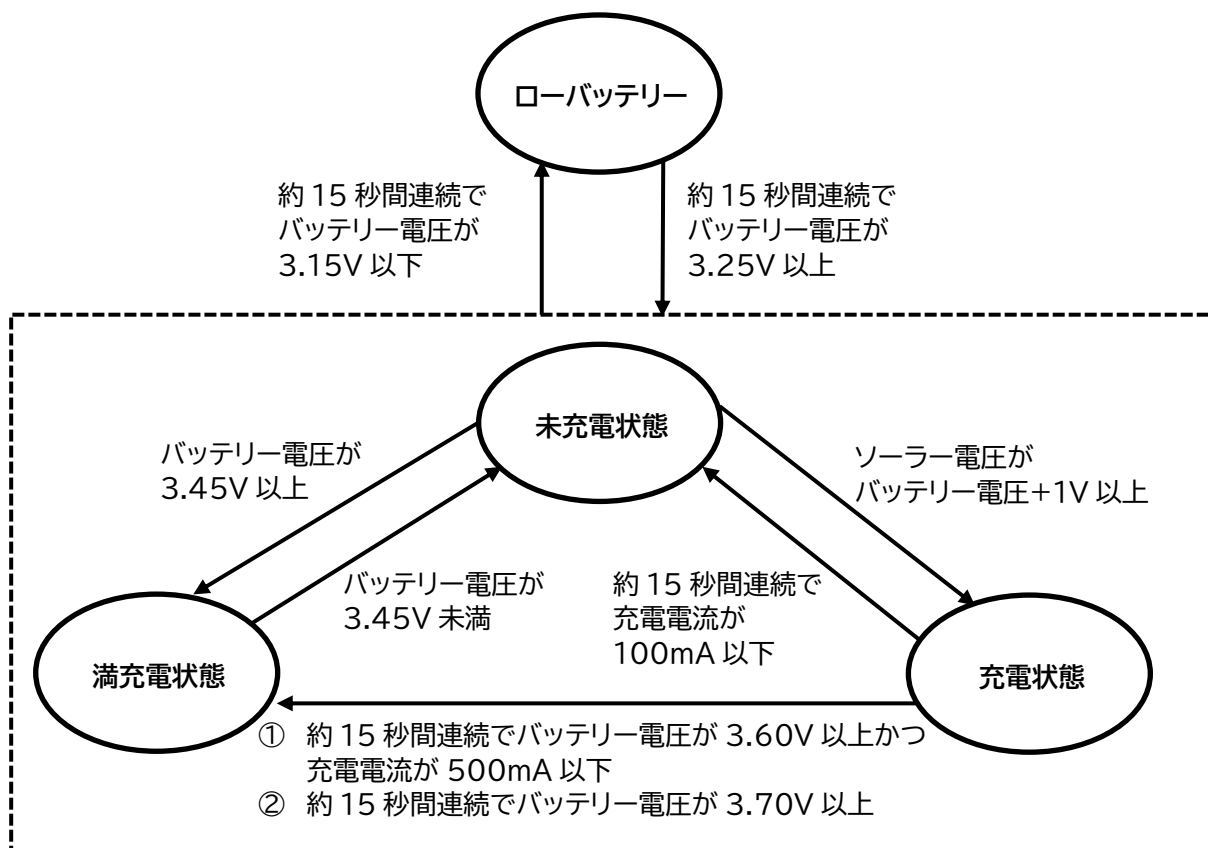 ローバッテリー
約 15 秒間連続で
バッテリー電圧が
3.15V 以下
約 15 秒間連続で
バッテリー電圧が
3.25V 以上
未充電状態
バッテリー電圧が
3.45V 以上
ソーラー電圧が
バッテリー電圧+1V 以上
バッテリー電圧が
3.45V 未満
約 15 秒間連続で
充電電流が
100mA 以下
満充電状態
充電状態
① 約 15 秒間連続でバッテリー電圧が 3.60V 以上かつ
充電電流が 500mA 以下
② 約 15 秒間連続でバッテリー電圧が 3.70V 以上